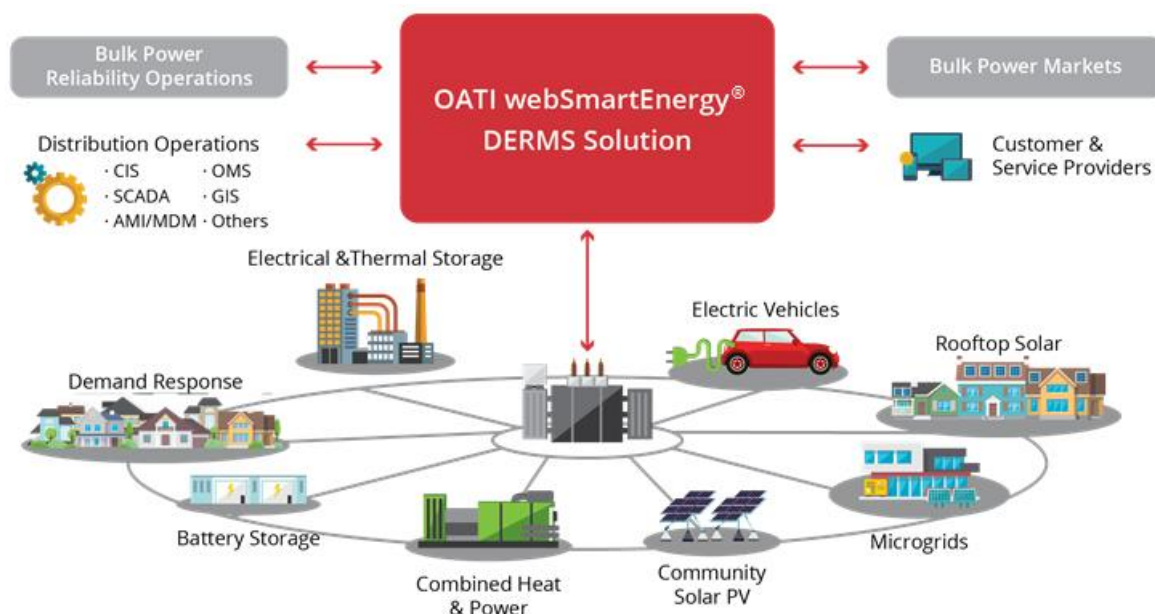 Bulk Power
Reliability Operations
OATI webSmartEnergy®
DERMS Solution
Bulk Power Markets
Distribution Operations
· CIS · OMS
· SCADA · GIS
· AMI/MDM · Others
Customer &
Service Providers
Electrical &Thermal Storage
Electric Vehicles
Rooftop Solar
Demand Response
Battery Storage
Combined Heat
& Power
Community
Solar PV
Microgrids